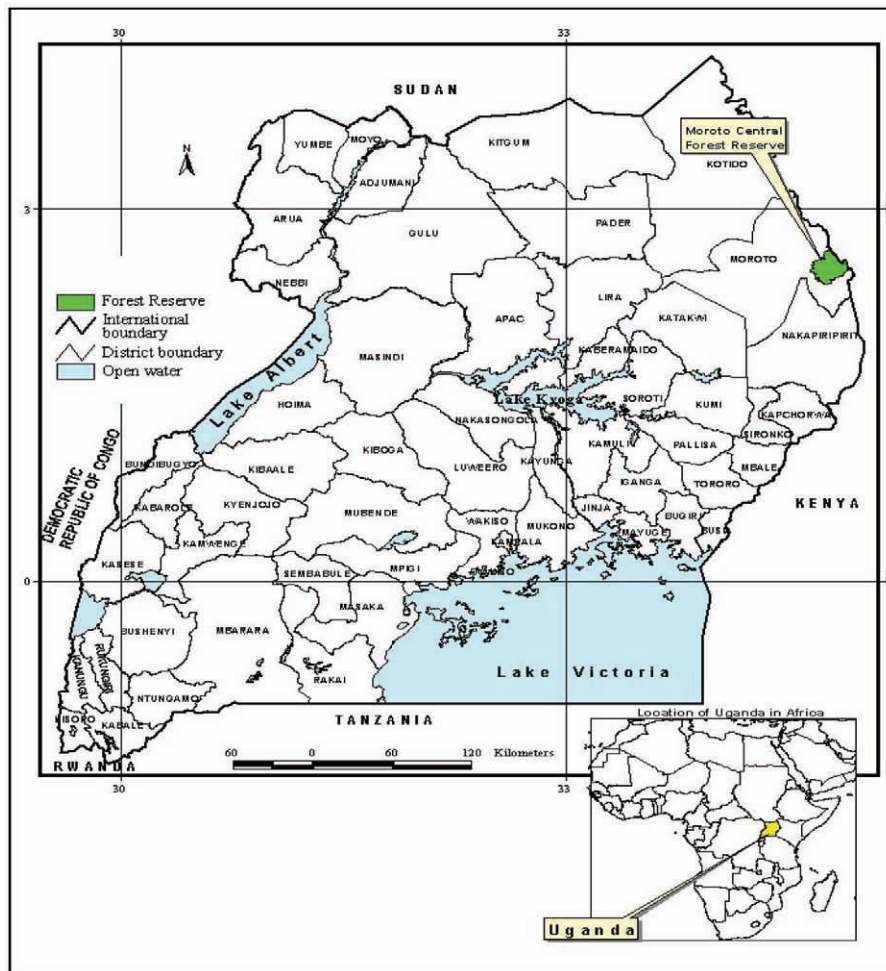 30
33
SUDAN
Moroto Central
Forest Reserve
KOTIDO
YUMBE
MOYO
KITGUM
N
ADJUMANI
3
ARUA
GULU
PADER
MOROTO
NEBBI
Forest Reserve
International
boundary
District boundary
Open water
LIRA
APAC
KATAKWI
NAKAPIRIPIRIT
MASINDI
KABERAMAIDO
Lake Albert
Lake Kyoga
HOIMA
SOROTI
KUMI
KAPCHORWA
NAKASONGOLA
SIRONKO
KAMULI
PALLISA
KIBOGA
KAYUNGA
BUNDIBUGYO
KIBAALE
LUWEERO
MBALE
IGANGA
TORORO
DEMOCRATIC
REPUBLIC OF CONGO
KABAROLE
KYENJOJO
MUBENDE
JINJA
BUGIRI
KENYA
WAKISO
MUKONO
MAYUGE
KAMWENGE
KAMPALA
KASESE
SEMBABULE
MPIGI
0
MASAKA
BUSHENYI
MBARARA
RUKUNGIRI
KANUNGU
RAKAI
Lake Victoria
NTUNGAMO
KABALE
TANZANIA
Location of Uganda in Africa
RWANDA
60 0 60 120 Kilometers
30
33
Uganda